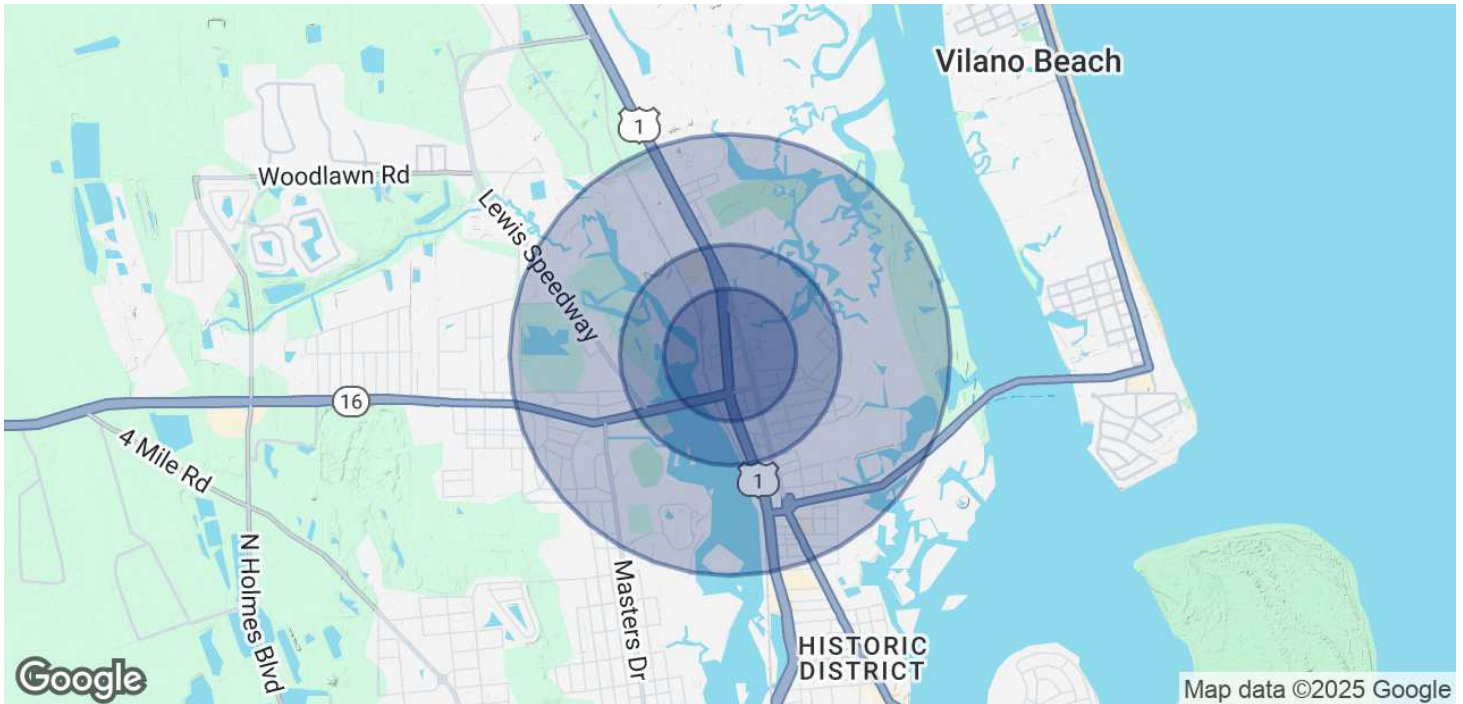 Vilano Beach
1
Woodlawn Rd
Lewis Speedway
16
4 Mile Rd
1
N Holmes Blvd
Masters Dr
HISTORIC
DISTRICT
Google
Map data ©2025 Google